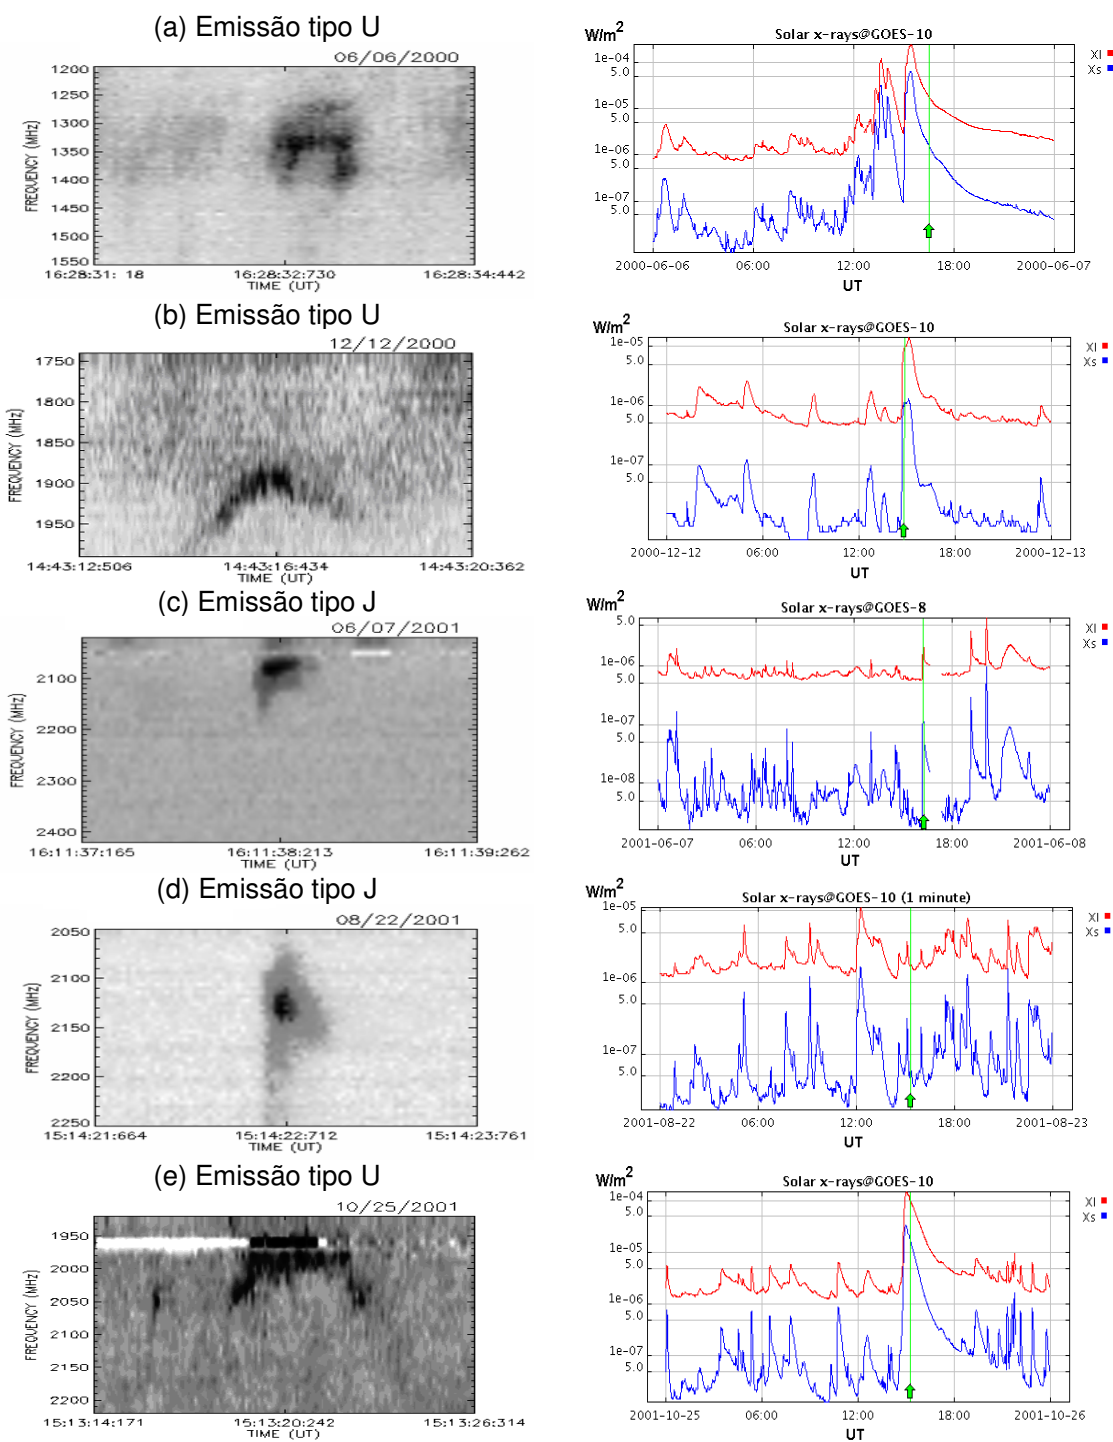 (a) Emissão tipo U
06/06/2000
1200
1250
1300
1350
1400
1450
1500
1550
FREQUENCY (MHz)
16:28:31: 18 16:28:32:730 16:28:34:442
TIME (UT)
W/m2
Solar x-rays@GOES-10
Xl
Xs
1e-04
5.0
1e-05
5.0
1e-06
5.0
1e-07
5.0
2000-06-06 06:00 12:00 18:00 2000-06-07
UT
(b) Emissão tipo U
12/12/2000
1750
1800
1850
1900
1950
FREQUENCY (MHz)
14:43:12:506 14:43:16:434 14:43:20:362
TIME (UT)
W/m2
Solar x-rays@GOES-10
Xl
Xs
1e-05
5.0
1e-06
5.0
1e-07
5.0
2000-12-12 06:00 12:00 18:00 2000-12-13
UT
(c) Emissão tipo J
06/07/2001
2100
2200
2300
2400
FREQUENCY (MHz)
16:11:37:165 16:11:38:213 16:11:39:262
TIME (UT)
W/m2
Solar x-rays@GOES-8
Xl
Xs
5.0
1e-06
5.0
1e-07
5.0
1e-08
5.0
2001-06-07 06:00 12:00 18:00 2001-06-08
UT
(d) Emissão tipo J
08/22/2001
2050
2100
2150
2200
2250
FREQUENCY (MHz)
15:14:21:664 15:14:22:712 15:14:23:761
TIME (UT)
W/m2
Solar x-rays@GOES-10 (1 minute)
Xl
Xs
1e-05
5.0
1e-06
5.0
1e-07
5.0
2001-08-22 06:00 12:00 18:00 2001-08-23
UT
(e) Emissão tipo U
10/25/2001
1950
2000
2050
2100
2150
2200
FREQUENCY (MHz)
15:13:14:171 15:13:20:242 15:13:26:314
TIME (UT)
W/m2
Solar x-rays@GOES-10
Xl
Xs
1e-04
5.0
1e-05
5.0
1e-06
5.0
1e-07
5.0
2001-10-25 06:00 12:00 18:00 2001-10-26
UT